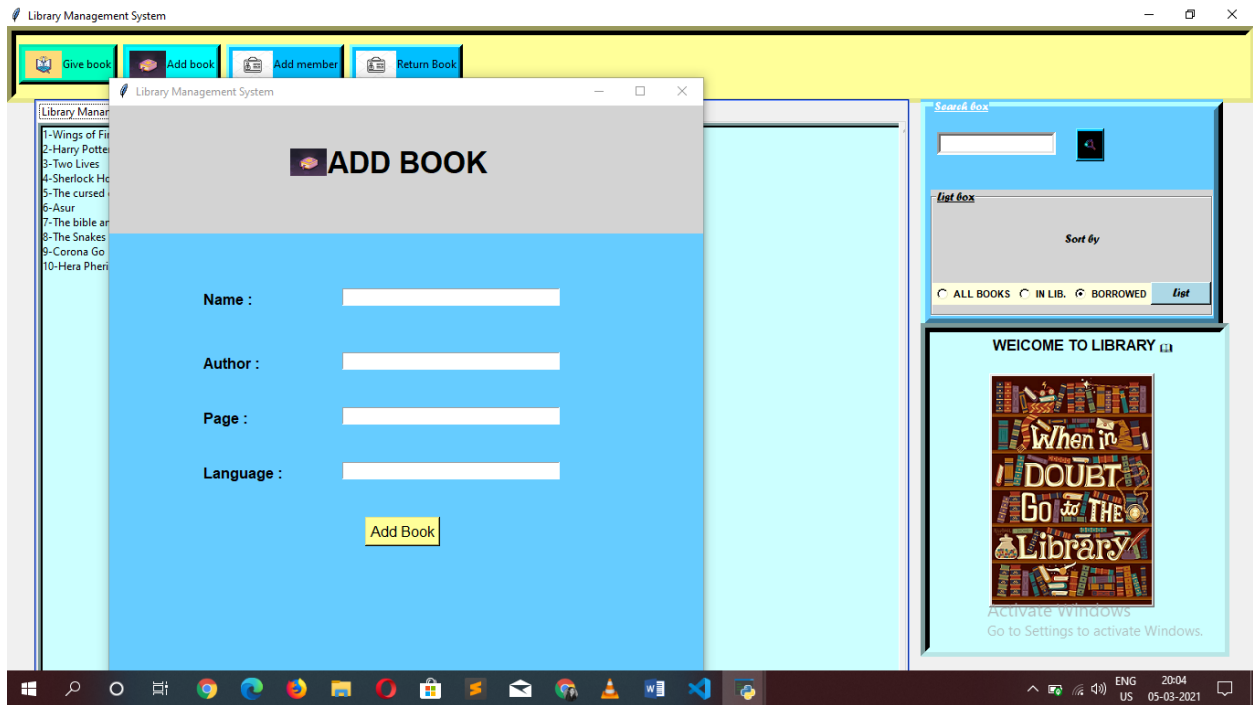 Library Management System
Give book
Add book
Add member
Return Book
Library Management System
Library Manar
1-Wings of Fir
2-Harry Potte
3-Two Lives
4-Sherlock Ho
5-The cursed
6-Asur
7-The bible ar
8-The Snakes
9-Corona Go
10-Hera Pheri
ADD BOOK
Name :
Author :
Page :
Language :
Add Book
Search box
List box
Sort by
ALL BOOKS IN LIB. BORROWED List
WElCOME TO LIBRARY
When in
DOUBT
Go to THE
Library
Activate Windows
Go to Settings to activate Windows.
ENG
US
20:04
05-03-2021